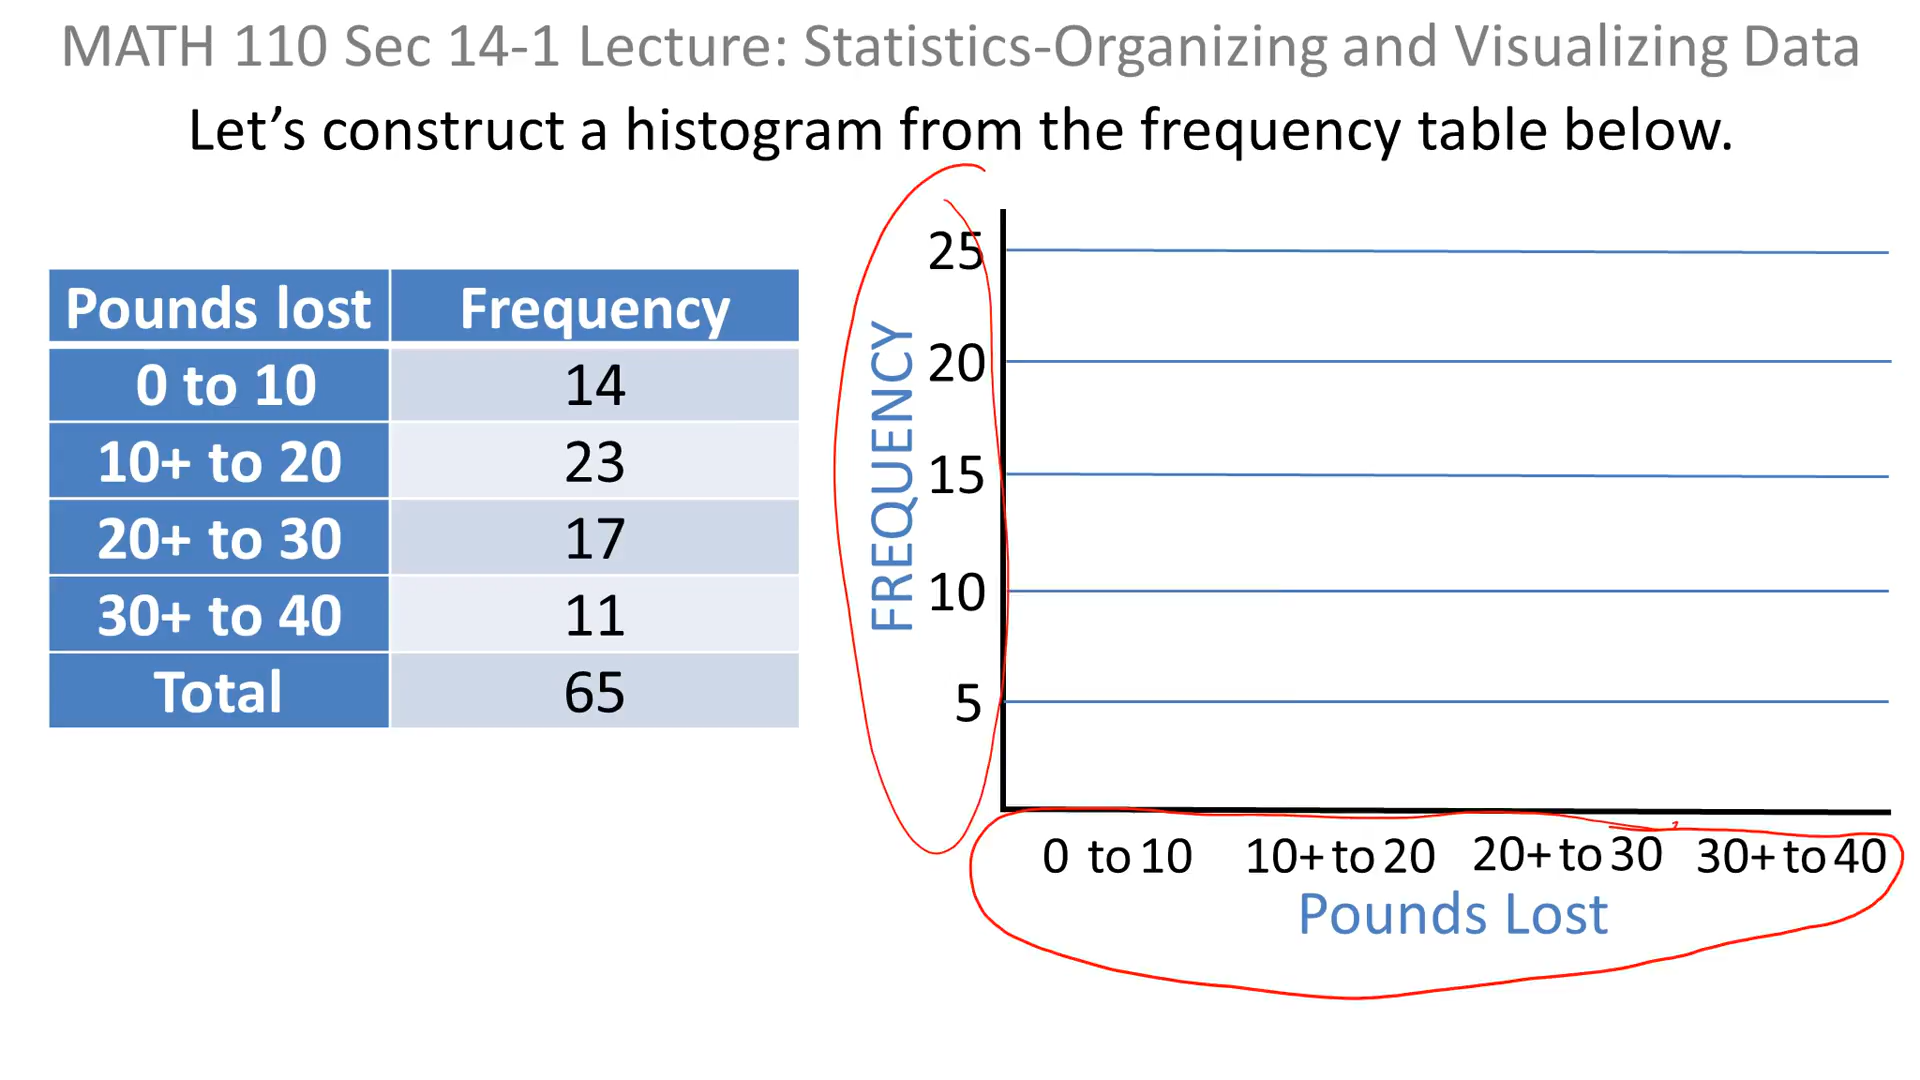 MATH 110 Sec 14-1 Lecture: Statistics-Organizing and Visualizing Data
Let’s construct a histogram from the frequency table below.
Pounds lost Frequency
0 to 10 14
10+ to 20 23
20+ to 30 17
30+ to 40 11
Total 65
FREQUENCY
25
20
15
10
5
0 to 10 10+ to 20 20+ to 30 30+ to 40
Pounds Lost